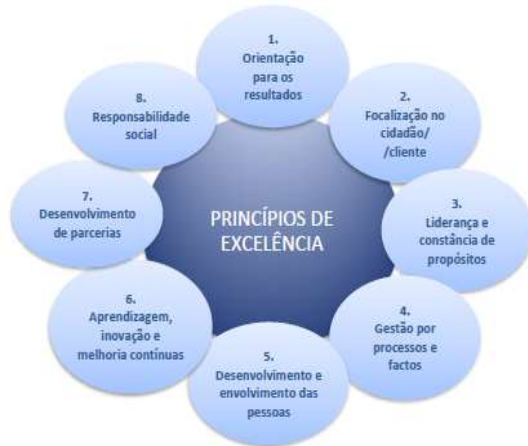 1.
Orientação
para os
resultados
2.
Focalização no
cidadão/
/cliente
3.
Liderança e
constância de
propósitos
4.
Gestão por
processos e
factos
5.
Desenvolvimento e
envolvimento das
pessoas
6.
Aprendizagem,
inovação e
melhoria contínuas
7.
Desenvolvimento
de parcerias
8.
Responsabilidade
social
PRINCÍPIOS DE
EXCELÊNCIA